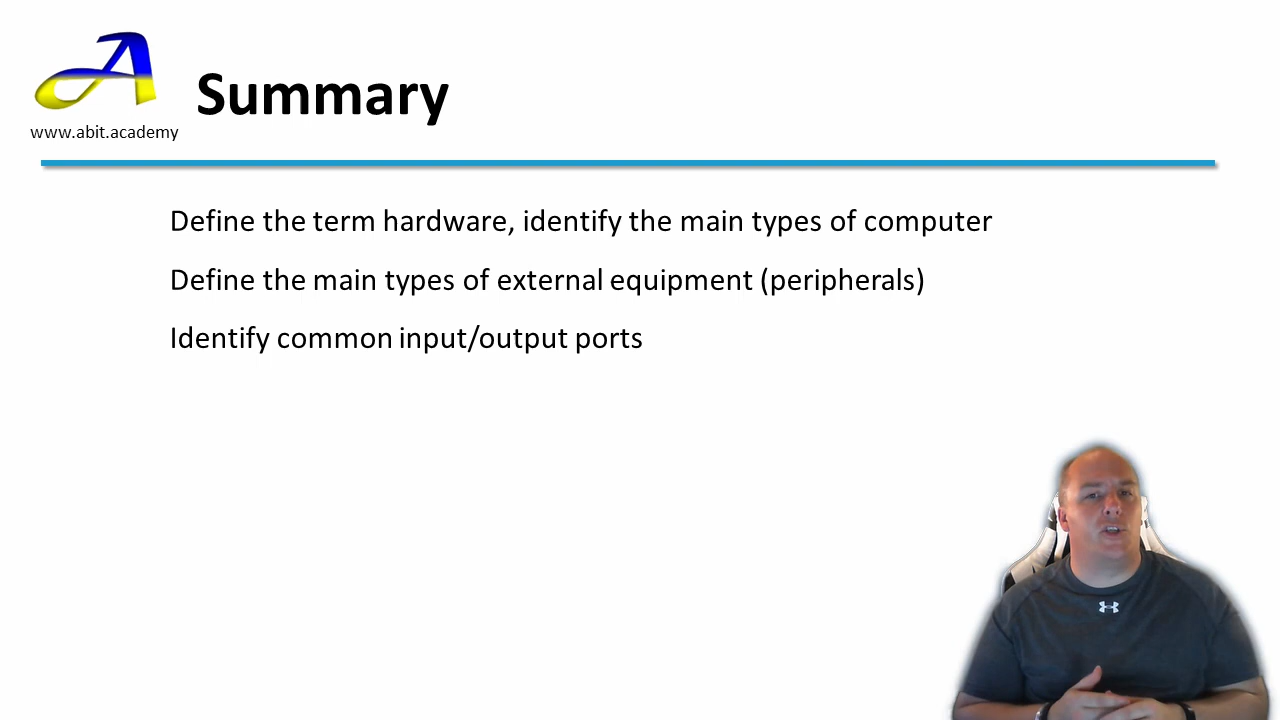 Summary
www.abit.academy
Define the term hardware, identify the main types of computer
Define the main types of external equipment (peripherals)
Identify common input/output ports